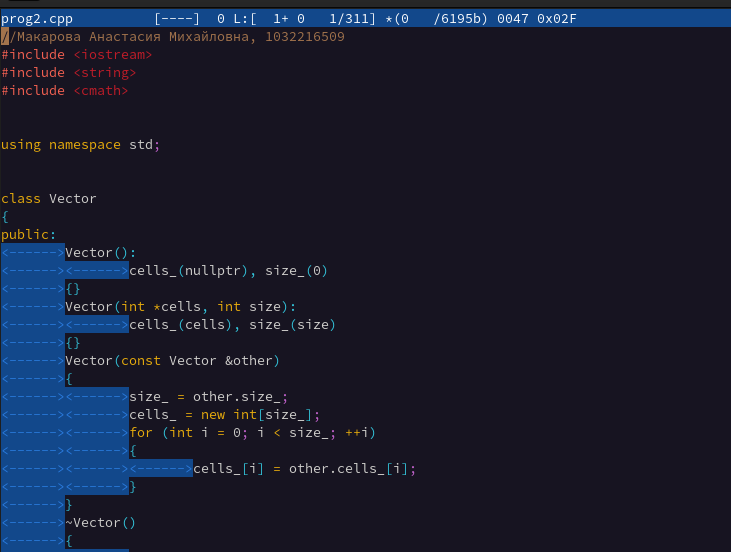 prog2.cpp          [----]  0 L:[  1+ 0   1/311] *(0   /6195b) 0047 0x02F
//Макарова Анастасия Михайловна, 1032216509
#include <iostream>
#include <string>
#include <cmath>
using namespace std;
class Vector
{
public:
<------>Vector():
<------><------>cells_(nullptr), size_(0)
<------>{}
<------>Vector(int *cells, int size):
<------><------>cells_(cells), size_(size)
<------>{}
<------>Vector(const Vector &other)
<------>{
<------><------>size_ = other.size_;
<------><------>cells_ = new int[size_];
<------><------>for (int i = 0; i < size_; ++i)
<------><------>{
<------><------><------>cells_[i] = other.cells_[i];
<------><------>}
<------>}
<------>~Vector()
<------>{